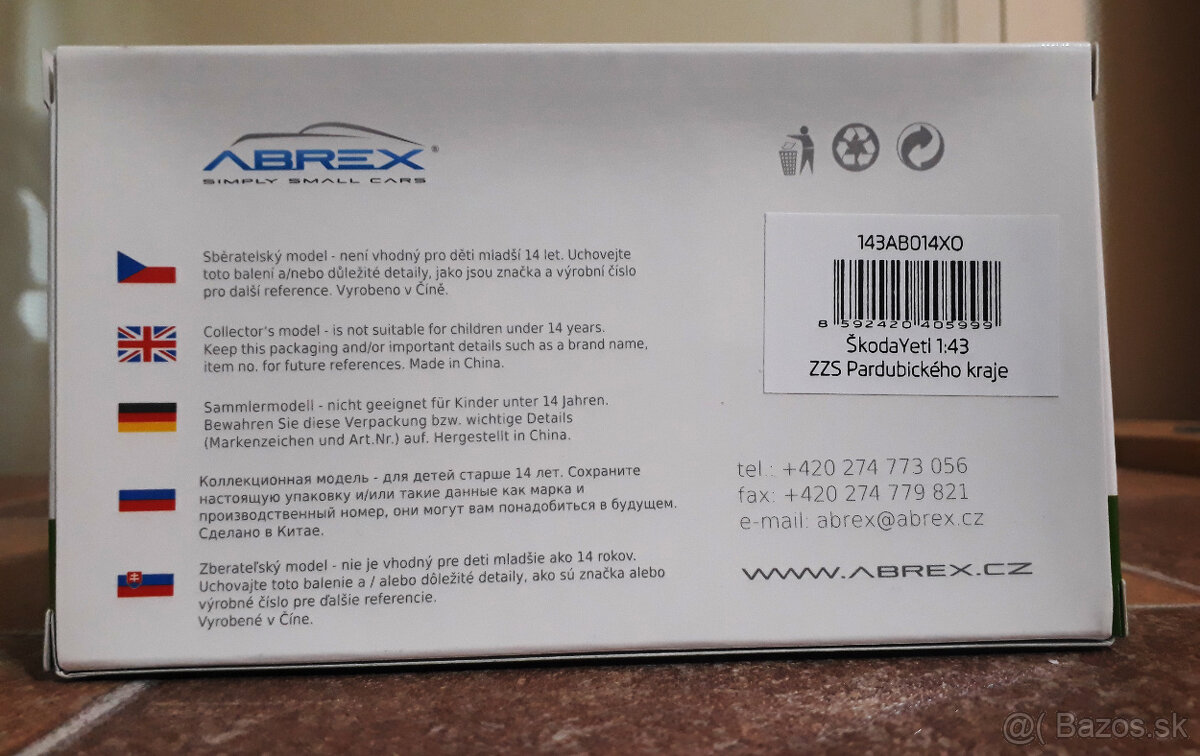 ABREX®
SIMPLY SMALL CARS
Sběratelský model - není vhodný pro děti mladší 14 let. Uchovejte
toto balení a/nebo důležité detaily, jako jsou značka a výrobní číslo
pro další reference. Vyrobeno v Číně.
Collector's model - is not suitable for children under 14 years.
Keep this packaging and/or important details such as a brand name,
item no. for future references. Made in China.
Sammlermodell - nicht geeignet für Kinder unter 14 Jahren.
Bewahren Sie diese Verpackung bzw. wichtige Details
(Markenzeichen und Art.Nr.) auf. Hergestellt in China.
Коллекционная модель - для детей старше 14 лет. Сохраните
настоящую упаковку и/или такие данные как марка и
производственный номер, они могут вам понадобиться в будущем.
Сделано в Китае.
Zberateľský model - nie je vhodný pre deti mladšie ako 14 rokov.
Uchovajte toto balenie a / alebo dôležité detaily, ako sú značka alebo
výrobné číslo pre ďalšie referencie.
Vyrobené v Číne.
143AB014XO
8 592420 405999
ŠkodaYetI 1:43
ZZS Pardubického kraje
tel.: +420 274 773 056
fax: +420 274 779 821
e-mail: abrex@abrex.cz
WWW.ABREX.CZ
@( Bazos.sk